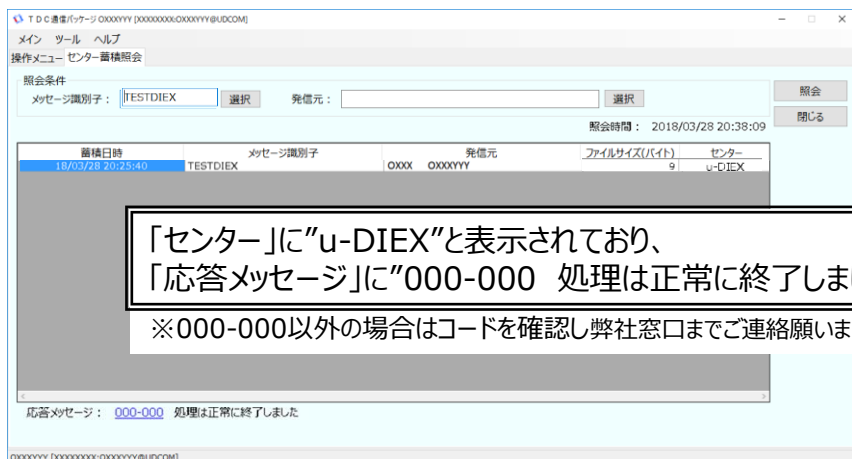 TDC通信パッケージ OXXXYYY [XXXXXXXX:OXXXYYY@UDCOM]
メイン ツール ヘルプ
操作メニュー センター蓄積照会
照会条件
メッセージ識別子： TESTDIEX 選択 発信元： 選択 照会
閉じる
照会時間： 2018/03/28 20:38:09
蓄積日時 メッセージ識別子 発信元 ファイルサイズ(バイト) センター
18/03/28 20:25:40 TESTDIEX OXXX OXXXYYY 9 u-DIEX
「センター」に"u-DIEX"と表示されており、
「応答メッセージ」に"000-000 処理は正常に終了しま
※000-000以外の場合はコードを確認し弊社窓口までご連絡願いま
応答メッセージ： 000-000 処理は正常に終了しました
OXXXYYY [XXXXXXXX:OXXXYYY@UDCOM]